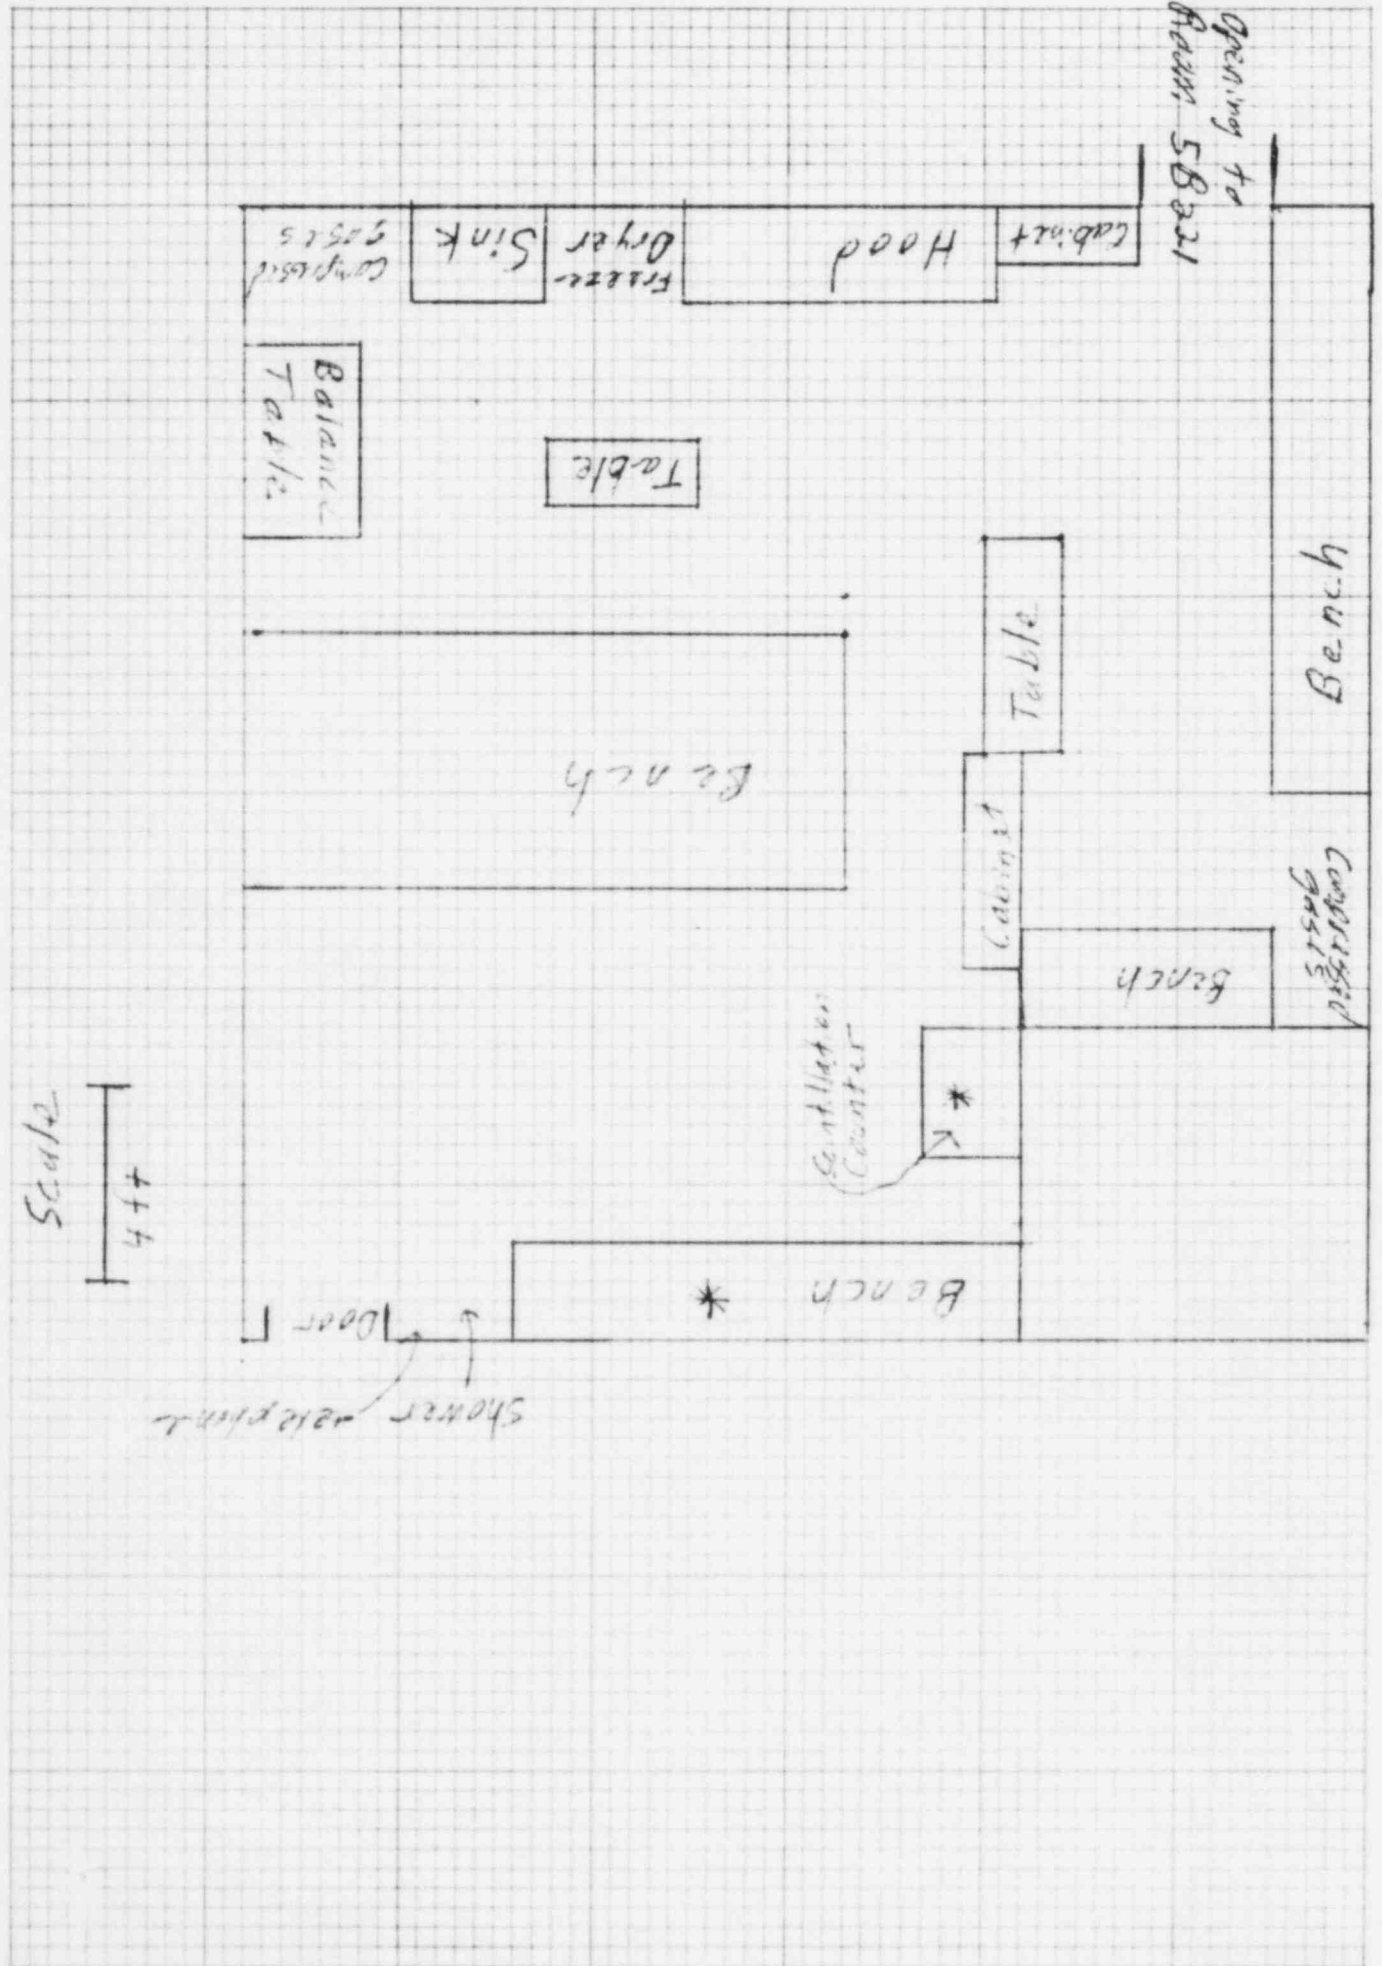 Opening to
Room 5B221
Compressed
gases
Sink
Freeze-
Dryer
Hood
Cabinet
Balance
Table
Table
Table
Bench
Bench
Cabinet
Compressed
gases
Bench
Scintillation
Counter
*
Scale
4 ft
Door
*
Bench
Shower
telephone